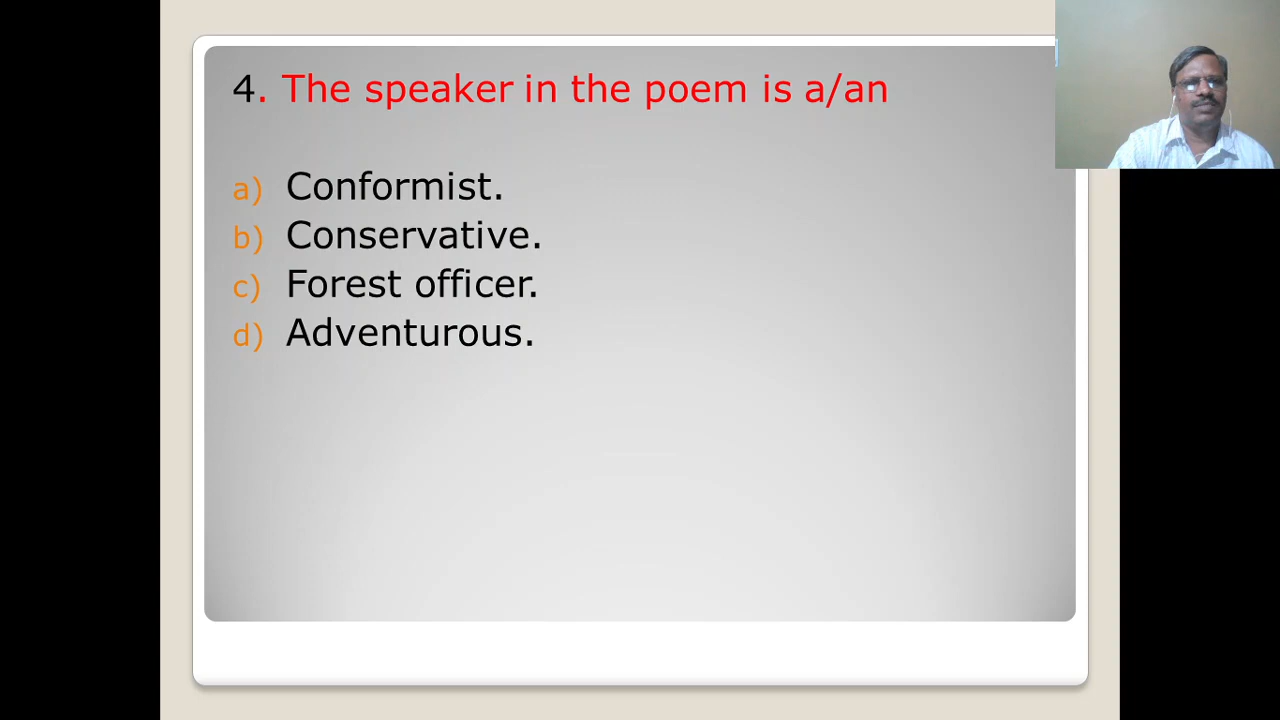 4. The speaker in the poem is a/an
a) Conformist.
b) Conservative.
c) Forest officer.
d) Adventurous.